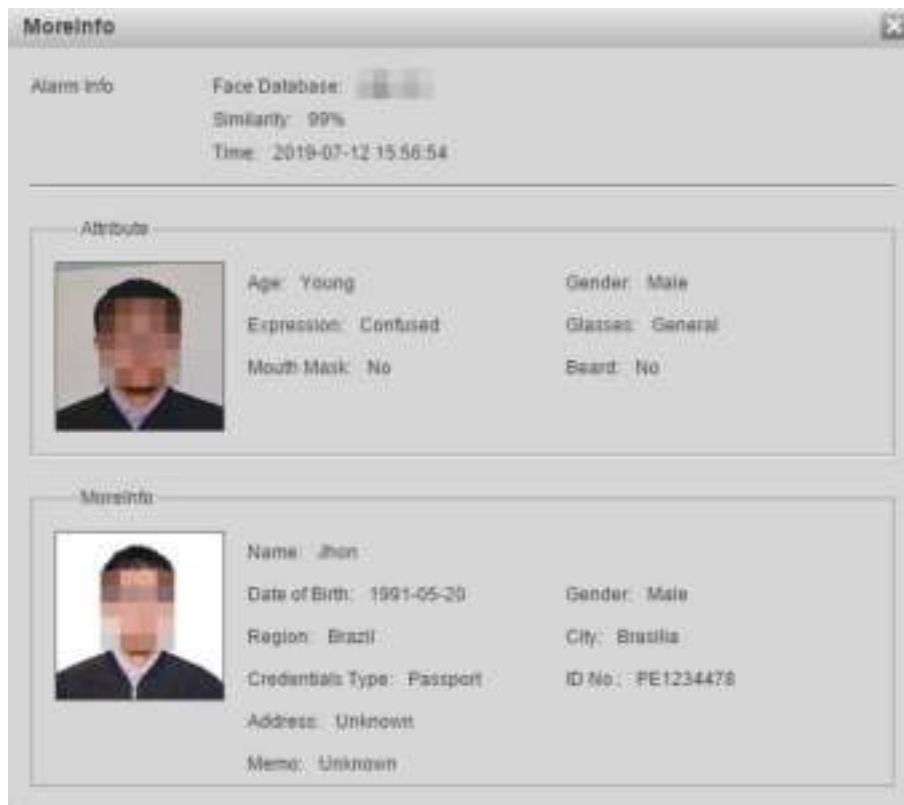 MoreInfo
Alarm Info
Face Database:
Similarity: 99%
Time: 2019-07-12 15:56:54
Attribute
Age: Young Gender: Male
Expression: Confused Glasses: General
Mouth Mask: No Beard: No
MoreInfo
Name: Jhon
Date of Birth: 1991-05-20 Gender: Male
Region: Brazil City: Brasilia
Credentials Type: Passport ID No.: PE1234478
Address: Unknown
Memo: Unknown